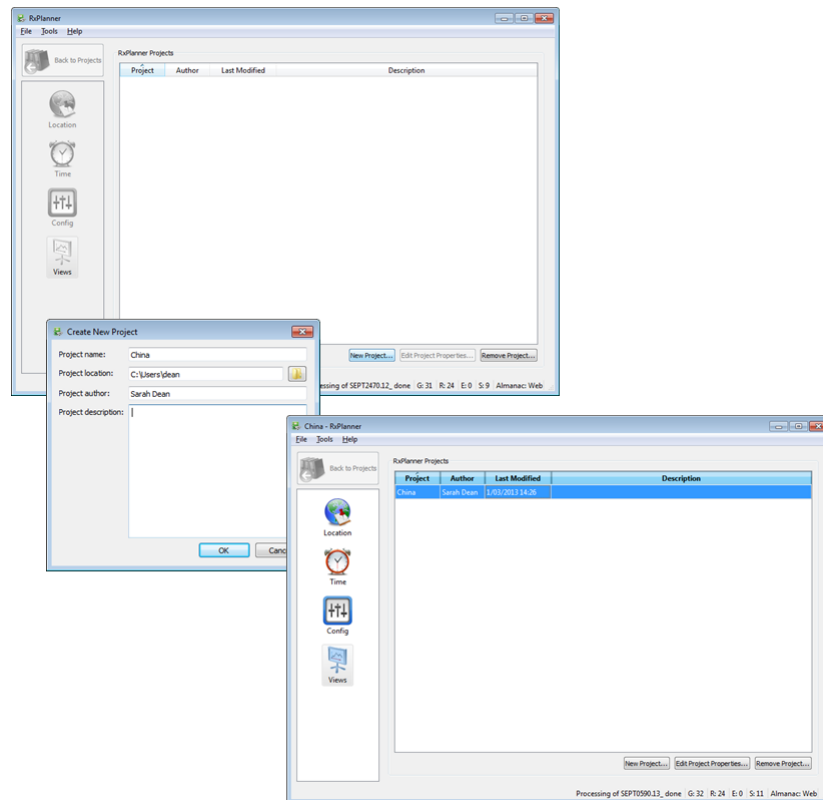 RxPlanner
File Tools Help
Back to Projects
RxPlanner Projects
Project Author Last Modified Description
Location
Time
Config
Views
New Project... Edit Project Properties... Remove Project...
essing of SEPT2470.12_ done G: 31 R: 24 E: 0 S: 9 Almanac: Web
Create New Project
Project name: China
Project location: C:\Users\dean
Project author: Sarah Dean
Project description:
OK Canc
China - RxPlanner
File Tools Help
Back to Projects
RxPlanner Projects
Project Author Last Modified Description
China Sarah Dean 1/03/2013 14:26
Location
Time
Config
Views
New Project... Edit Project Properties... Remove Project...
Processing of SEPT0590.13_ done G: 32 R: 24 E: 0 S: 11 Almanac: Web